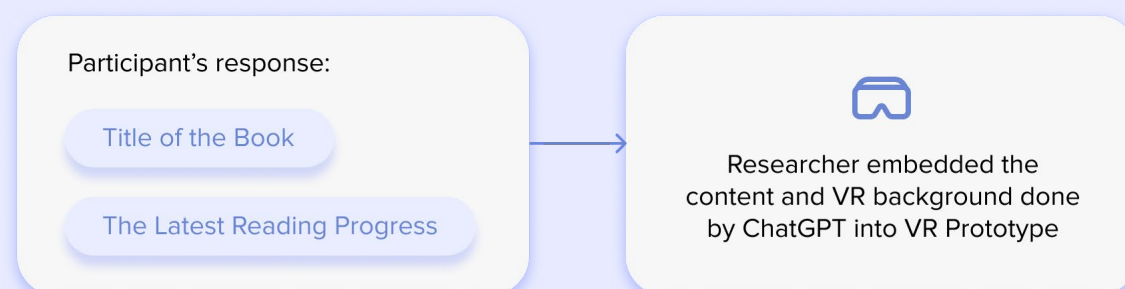 Participant’s response:
Title of the Book
The Latest Reading Progress
Researcher embedded the
content and VR background done
by ChatGPT into VR Prototype